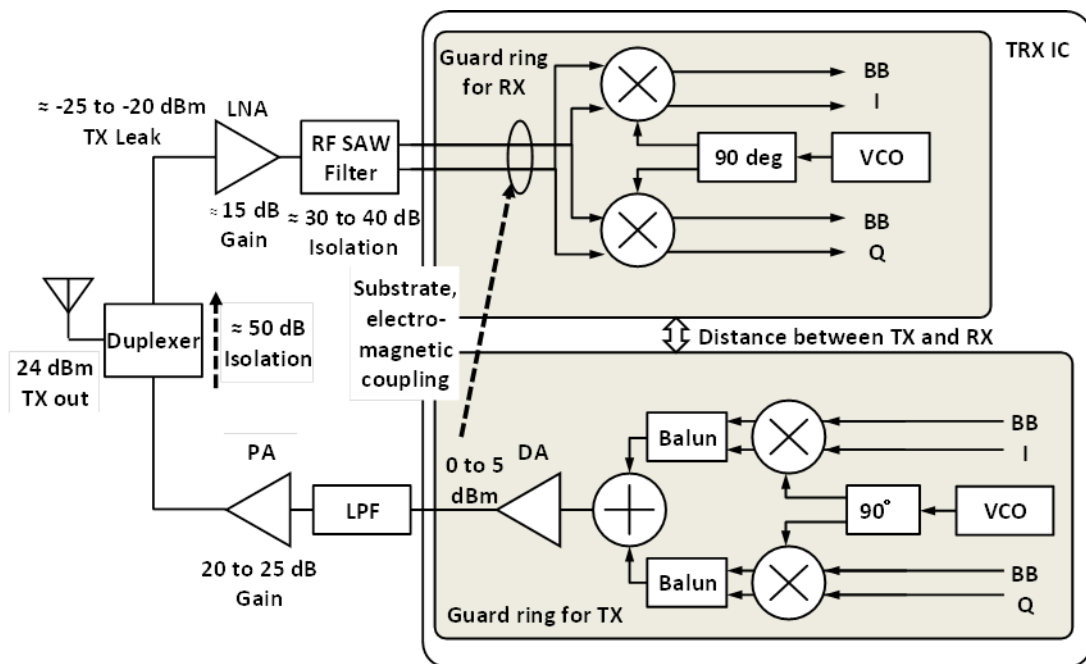 TRX IC
Guard ring
for RX
BB
I
≈ -25 to -20 dBm
TX Leak
LNA
RF SAW
Filter
90 deg
VCO
≈ 15 dB
Gain
≈ 30 to 40 dB
Isolation
BB
Q
Substrate,
electro-
magnetic
coupling
Duplexer
≈ 50 dB
Isolation
24 dBm
TX out
Distance between TX and RX
PA
0 to 5
dBm
DA
Balun
BB
I
LPF
90°
VCO
20 to 25 dB
Gain
Balun
BB
Q
Guard ring for TX